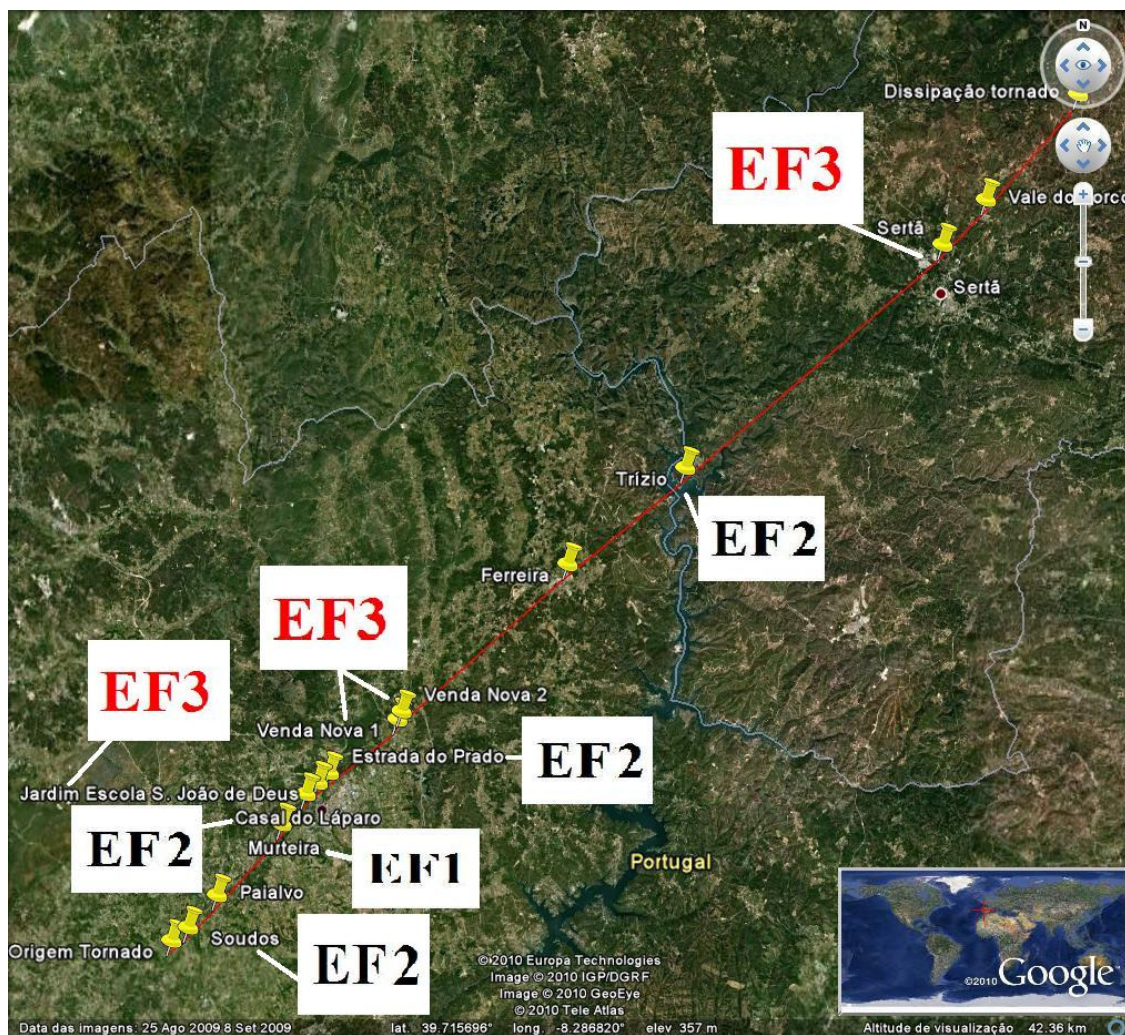 N
Dissipação tornado
EF3
Vale do Porco
Sertã
Sertã
Trízio
EF2
Ferreira
EF3
Venda Nova 2
EF3
Venda Nova 1
Estrada do Prado
EF2
Jardim Escola S. João de Deus
Casal do Láparo
EF2
Murteira
EF1
Portugal
Paialvo
Soudos
Origem Tornado
EF2
©2010 Europa Technologies
Image © 2010 IGP/DGRF
Image © 2010 GeoEye
© 2010 Tele Atlas
©2010 Google
Data das imagens: 25 Ago 2009 8 Set 2009 lat. 39.715696° long. -8.286820° elev 357 m Altitude de visualização 42.36 km